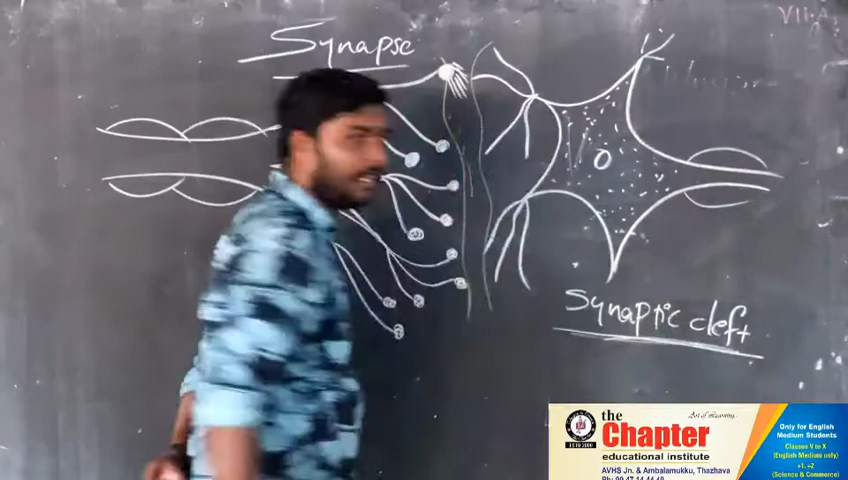 Synapse
VII A
Synaptic cleft
the
Chapter
educational institute
Art of eLearning...
AVHS Jn. & Ambalamukku, Thazhava
Only for English
Medium Students
Classes V to X
(English Medium only)
+1, +2
(Science & Commerce)